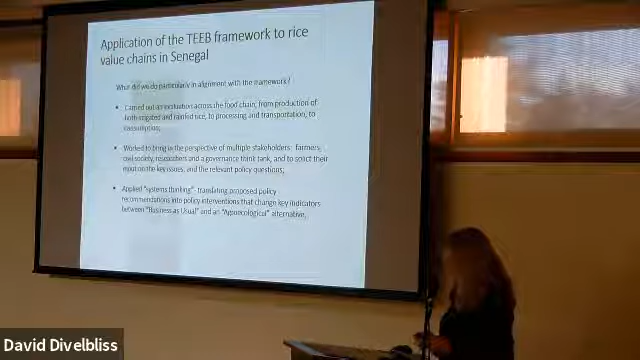 Application of the TEEB framework to rice
value chains in Senegal
What did we do particularly in alignment with the framework?
• Carried out an evaluation across the food chain, from production of
both irrigated and rainfed rice, to processing and transportation, to
consumption;
• Worked to bring in the perspective of multiple stakeholders: farmers,
civil society, researchers and a governance think tank, and to solicit their
input on the key issues, and the relevant policy questions;
• Applied "systems thinking"- translating proposed policy
recommendations into policy interventions that change key indicators
between "Business as Usual" and an "Agroecological" alternative.
David Divelbliss